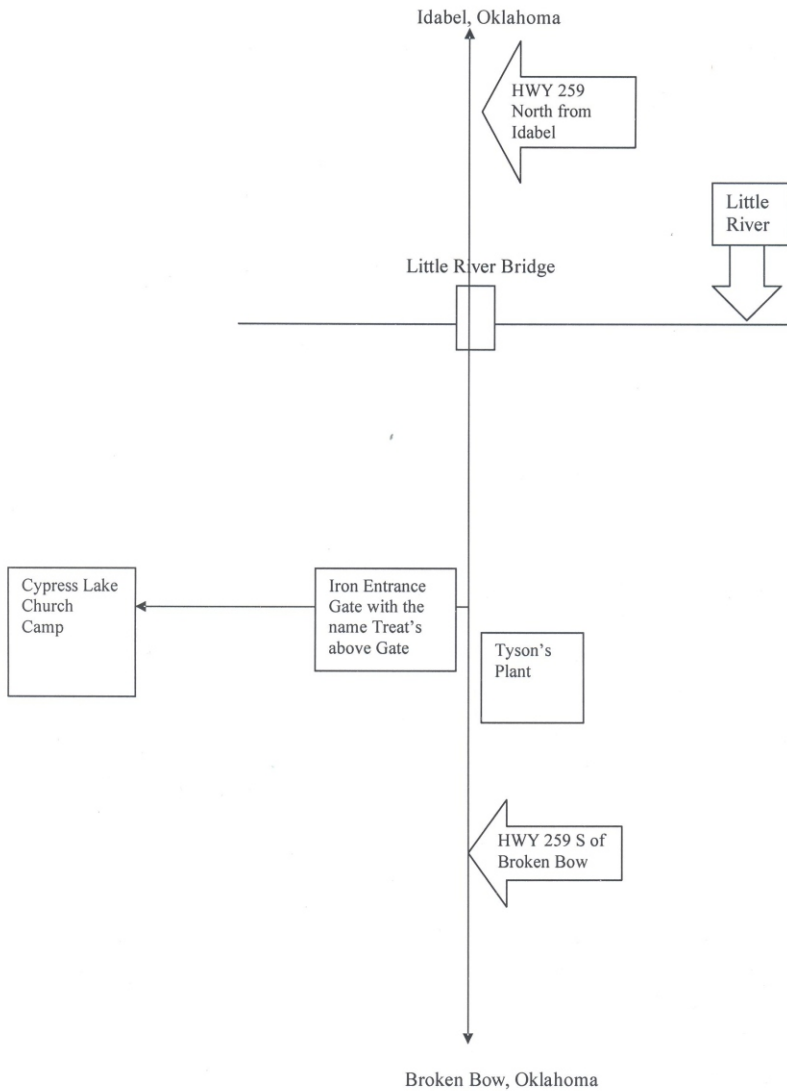 Idabel, Oklahoma
HWY 259
North from
Idabel
Little
River
Little River Bridge
Cypress Lake
Church
Camp
Iron Entrance
Gate with the
name Treat's
above Gate
Tyson's
Plant
HWY 259 S of
Broken Bow
Broken Bow, Oklahoma